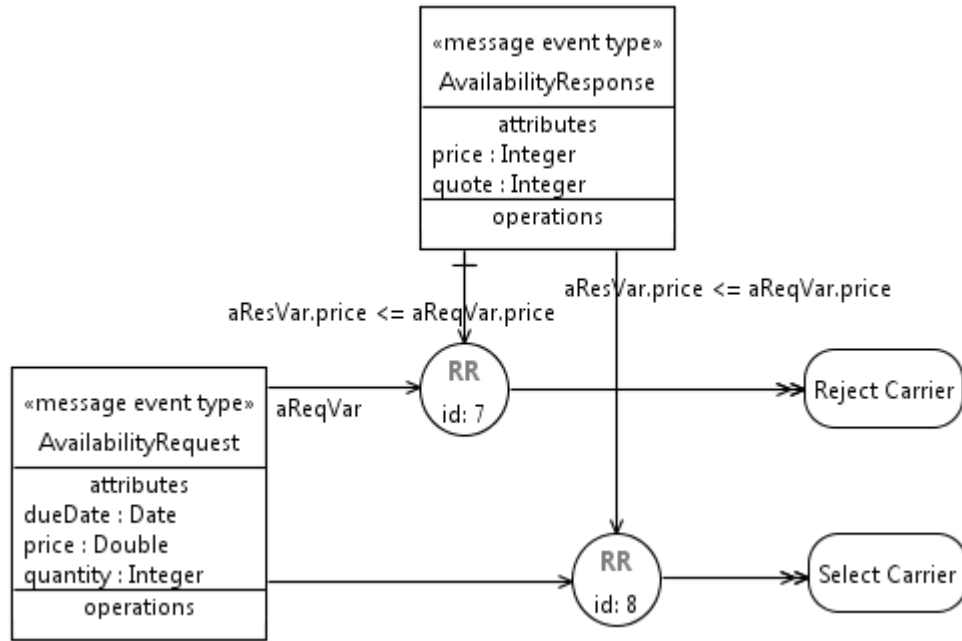 «message event type»
AvailabilityResponse
attributes
price : Integer
quote : Integer
operations
aResVar.price <= aReqVar.price
aResVar.price <= aReqVar.price
«message event type»
AvailabilityRequest
attributes
dueDate : Date
price : Double
quantity : Integer
operations
aReqVar
RR
id: 7
Reject Carrier
RR
id: 8
Select Carrier